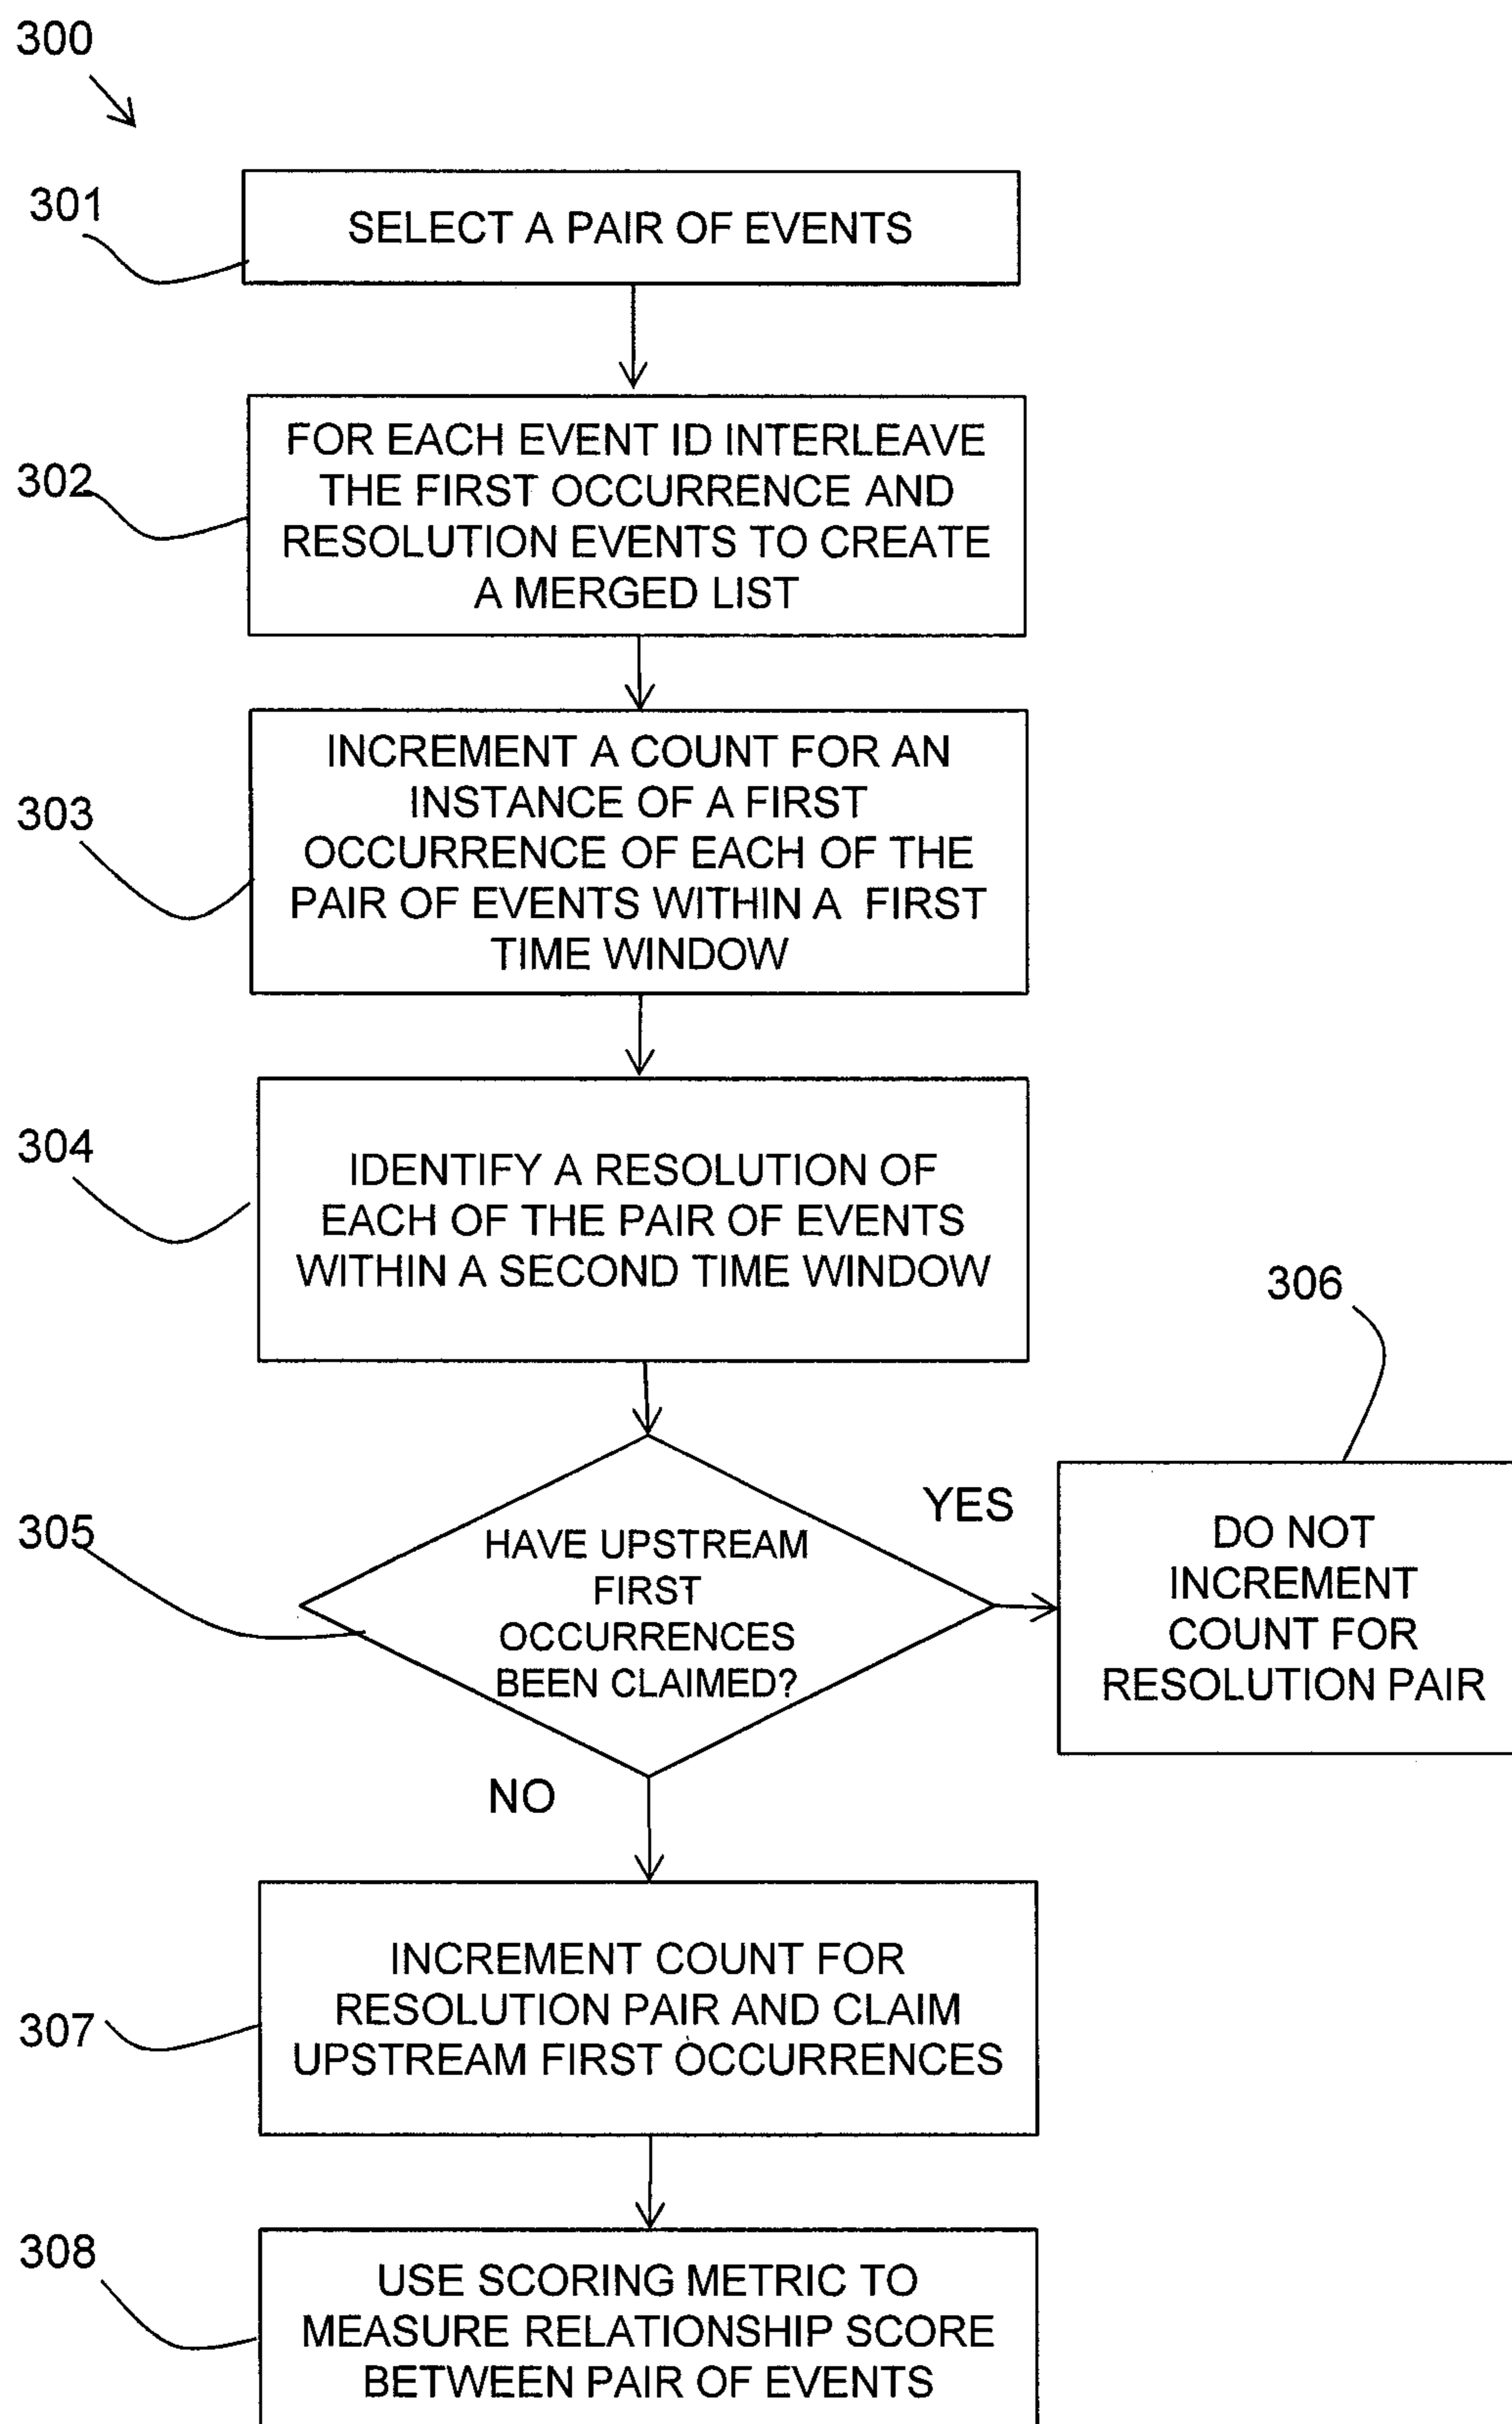 300
301
SELECT A PAIR OF EVENTS
302
FOR EACH EVENT ID INTERLEAVE
THE FIRST OCCURRENCE AND
RESOLUTION EVENTS TO CREATE
A MERGED LIST
303
INCREMENT A COUNT FOR AN
INSTANCE OF A FIRST
OCCURRENCE OF EACH OF THE
PAIR OF EVENTS WITHIN A FIRST
TIME WINDOW
304
IDENTIFY A RESOLUTION OF
EACH OF THE PAIR OF EVENTS
WITHIN A SECOND TIME WINDOW
305
HAVE UPSTREAM
FIRST
OCCURRENCES
BEEN CLAIMED?
YES
306
DO NOT
INCREMENT
COUNT FOR
RESOLUTION PAIR
NO
307
INCREMENT COUNT FOR
RESOLUTION PAIR AND CLAIM
UPSTREAM FIRST OCCURRENCES
308
USE SCORING METRIC TO
MEASURE RELATIONSHIP SCORE
BETWEEN PAIR OF EVENTS